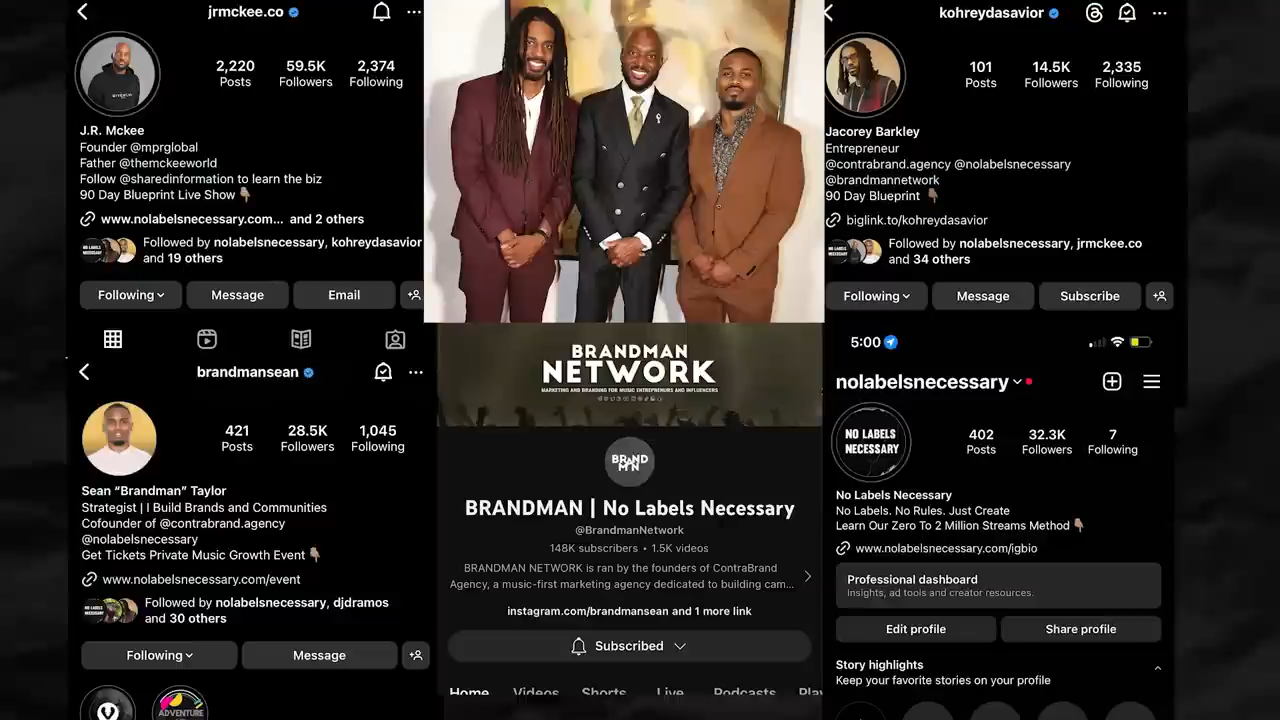 jrmckee.co
2,220
Posts
59.5K
Followers
2,374
Following
J.R. Mckee
Founder @mprglobal
Father @themckeeworld
Follow @sharedinformation to learn the biz
90 Day Blueprint Live Show
www.nolabelsnecessary.com... and 2 others
Followed by nolabelsnecessary, kohreydasavior
and 19 others
Following
Message
Email
kohreydasavior
101
Posts
14.5K
Followers
2,335
Following
Jacorey Barkley
Entrepreneur
@contrabrand.agency @nolabelsnecessary
@brandmannetwork
90 Day Blueprint
biglink.to/kohreydasavior
Followed by nolabelsnecessary, jrmckee.co
and 34 others
Following
Message
Subscribe
brandmansean
421
Posts
28.5K
Followers
1,045
Following
Sean “Brandman” Taylor
Strategist | I Build Brands and Communities
Cofounder of @contrabrand.agency
@nolabelsnecessary
Get Tickets Private Music Growth Event
www.nolabelsnecessary.com/event
Followed by nolabelsnecessary, djdramos
and 30 others
Following
Message
ADVENTURE
BRANDMAN
NETWORK
MARKETING AND BRANDING FOR MUSIC ENTREPRENEURS AND INFLUENCERS
BRAND
MAN
BRANDMAN | No Labels Necessary
@BrandmanNetwork
148K subscribers • 1.5K videos
BRANDMAN NETWORK is ran by the founders of ContraBrand
Agency, a music-first marketing agency dedicated to building cam...
instagram.com/brandmansean and 1 more link
Subscribed
Home
Videos
Shorts
Live
Podcasts
Play
5:00
nolabelsnecessary
NO LABELS
NECESSARY
402
Posts
32.3K
Followers
7
Following
No Labels Necessary
No Labels. No Rules. Just Create
Learn Our Zero To 2 Million Streams Method
www.nolabelsnecessary.com/igbio
Professional dashboard
Insights, ad tools and creator resources.
Edit profile
Share profile
Story highlights
Keep your favorite stories on your profile